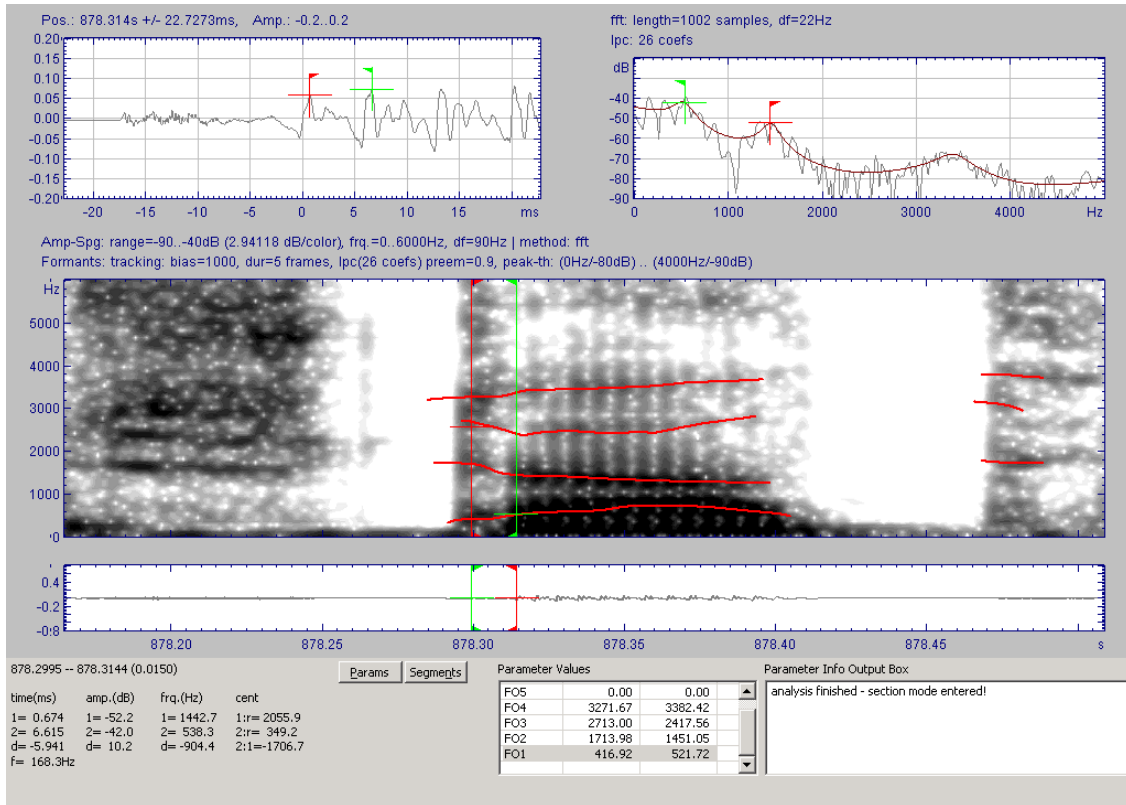 Pos.: 878.314s +/- 22.7273ms, Amp.: -0.2..0.2
fft: length=1002 samples, df=22Hz
lpc: 26 coefs
0.20
0.15
0.10
0.05
0.00
-0.05
-0.10
-0.15
-0.20
-20 -15 -10 -5 0 5 10 15 ms
dB
-40
-50
-60
-70
-80
-90
0 1000 2000 3000 4000 Hz
Amp-Spg: range=-90..-40dB (2.94118 dB/color), frq.=0..6000Hz, df=90Hz | method: fft
Formants: tracking: bias=1000, dur=5 frames, lpc(26 coefs) preem=0.9, peak-th: (0Hz/-80dB) .. (4000Hz/-90dB)
Hz
5000
4000
3000
2000
1000
0
0.4
-0.2
-0.8
878.20 878.25 878.30 878.35 878.40 878.45 s
878.2995 -- 878.3144 (0.0150)
Params Segments
time(ms) amp.(dB) frq.(Hz) cent
1= 0.674 1= -52.2 1= 1442.7 1:r= 2055.9
2= 6.615 2= -42.0 2= 538.3 2:r= 349.2
d= -5.941 d= 10.2 d= -904.4 2:1=-1706.7
f= 168.3Hz
Parameter Values
FO5 0.00 0.00
FO4 3271.67 3382.42
FO3 2713.00 2417.56
FO2 1713.98 1451.05
FO1 416.92 521.72
Parameter Info Output Box
analysis finished - section mode entered!